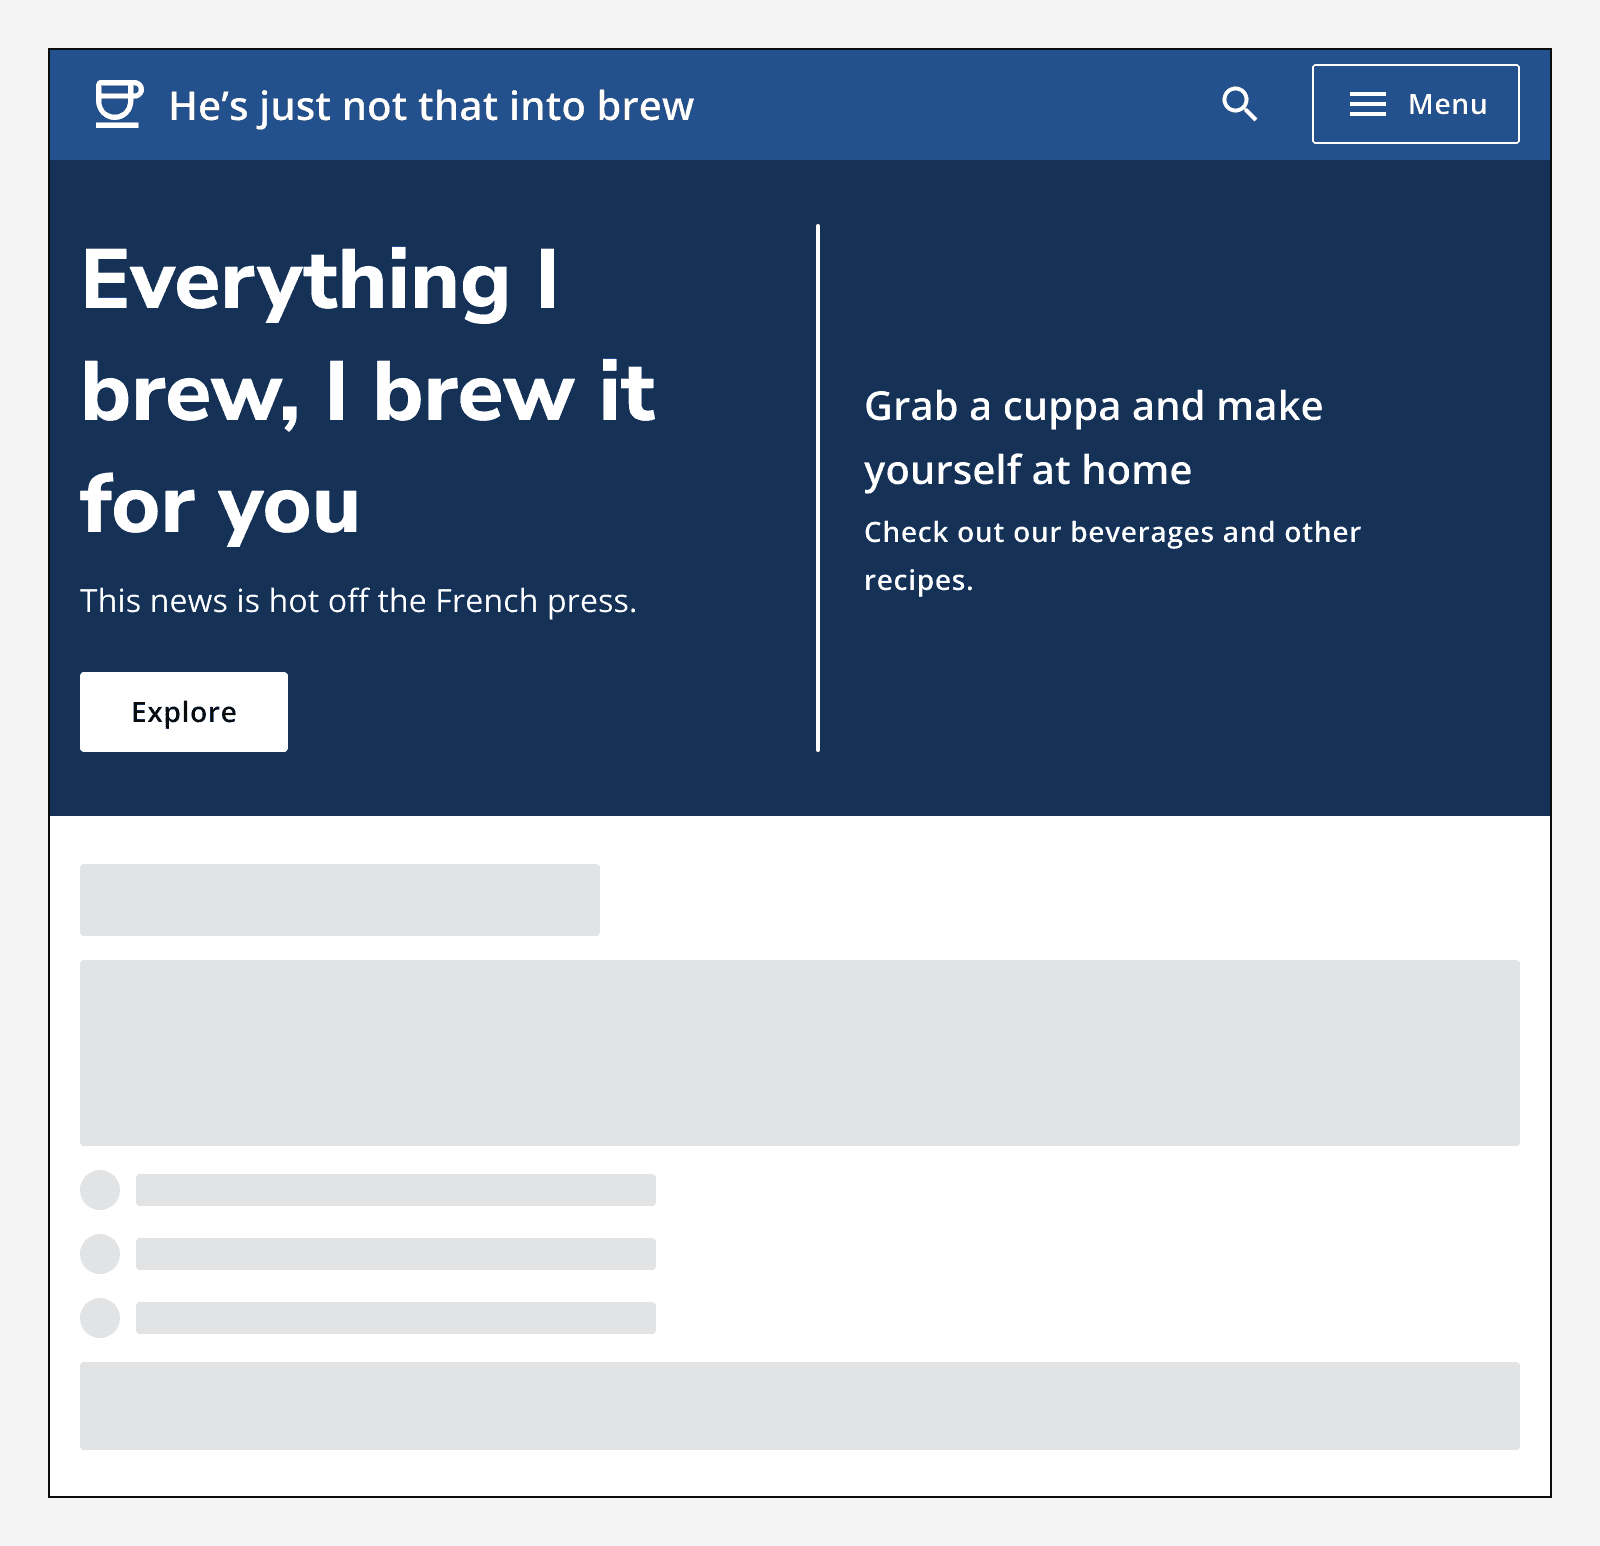 He’s just not that into brew
Menu
Everything I
brew, I brew it
for you
This news is hot off the French press.
Explore
Grab a cuppa and make
yourself at home
Check out our beverages and other
recipes.